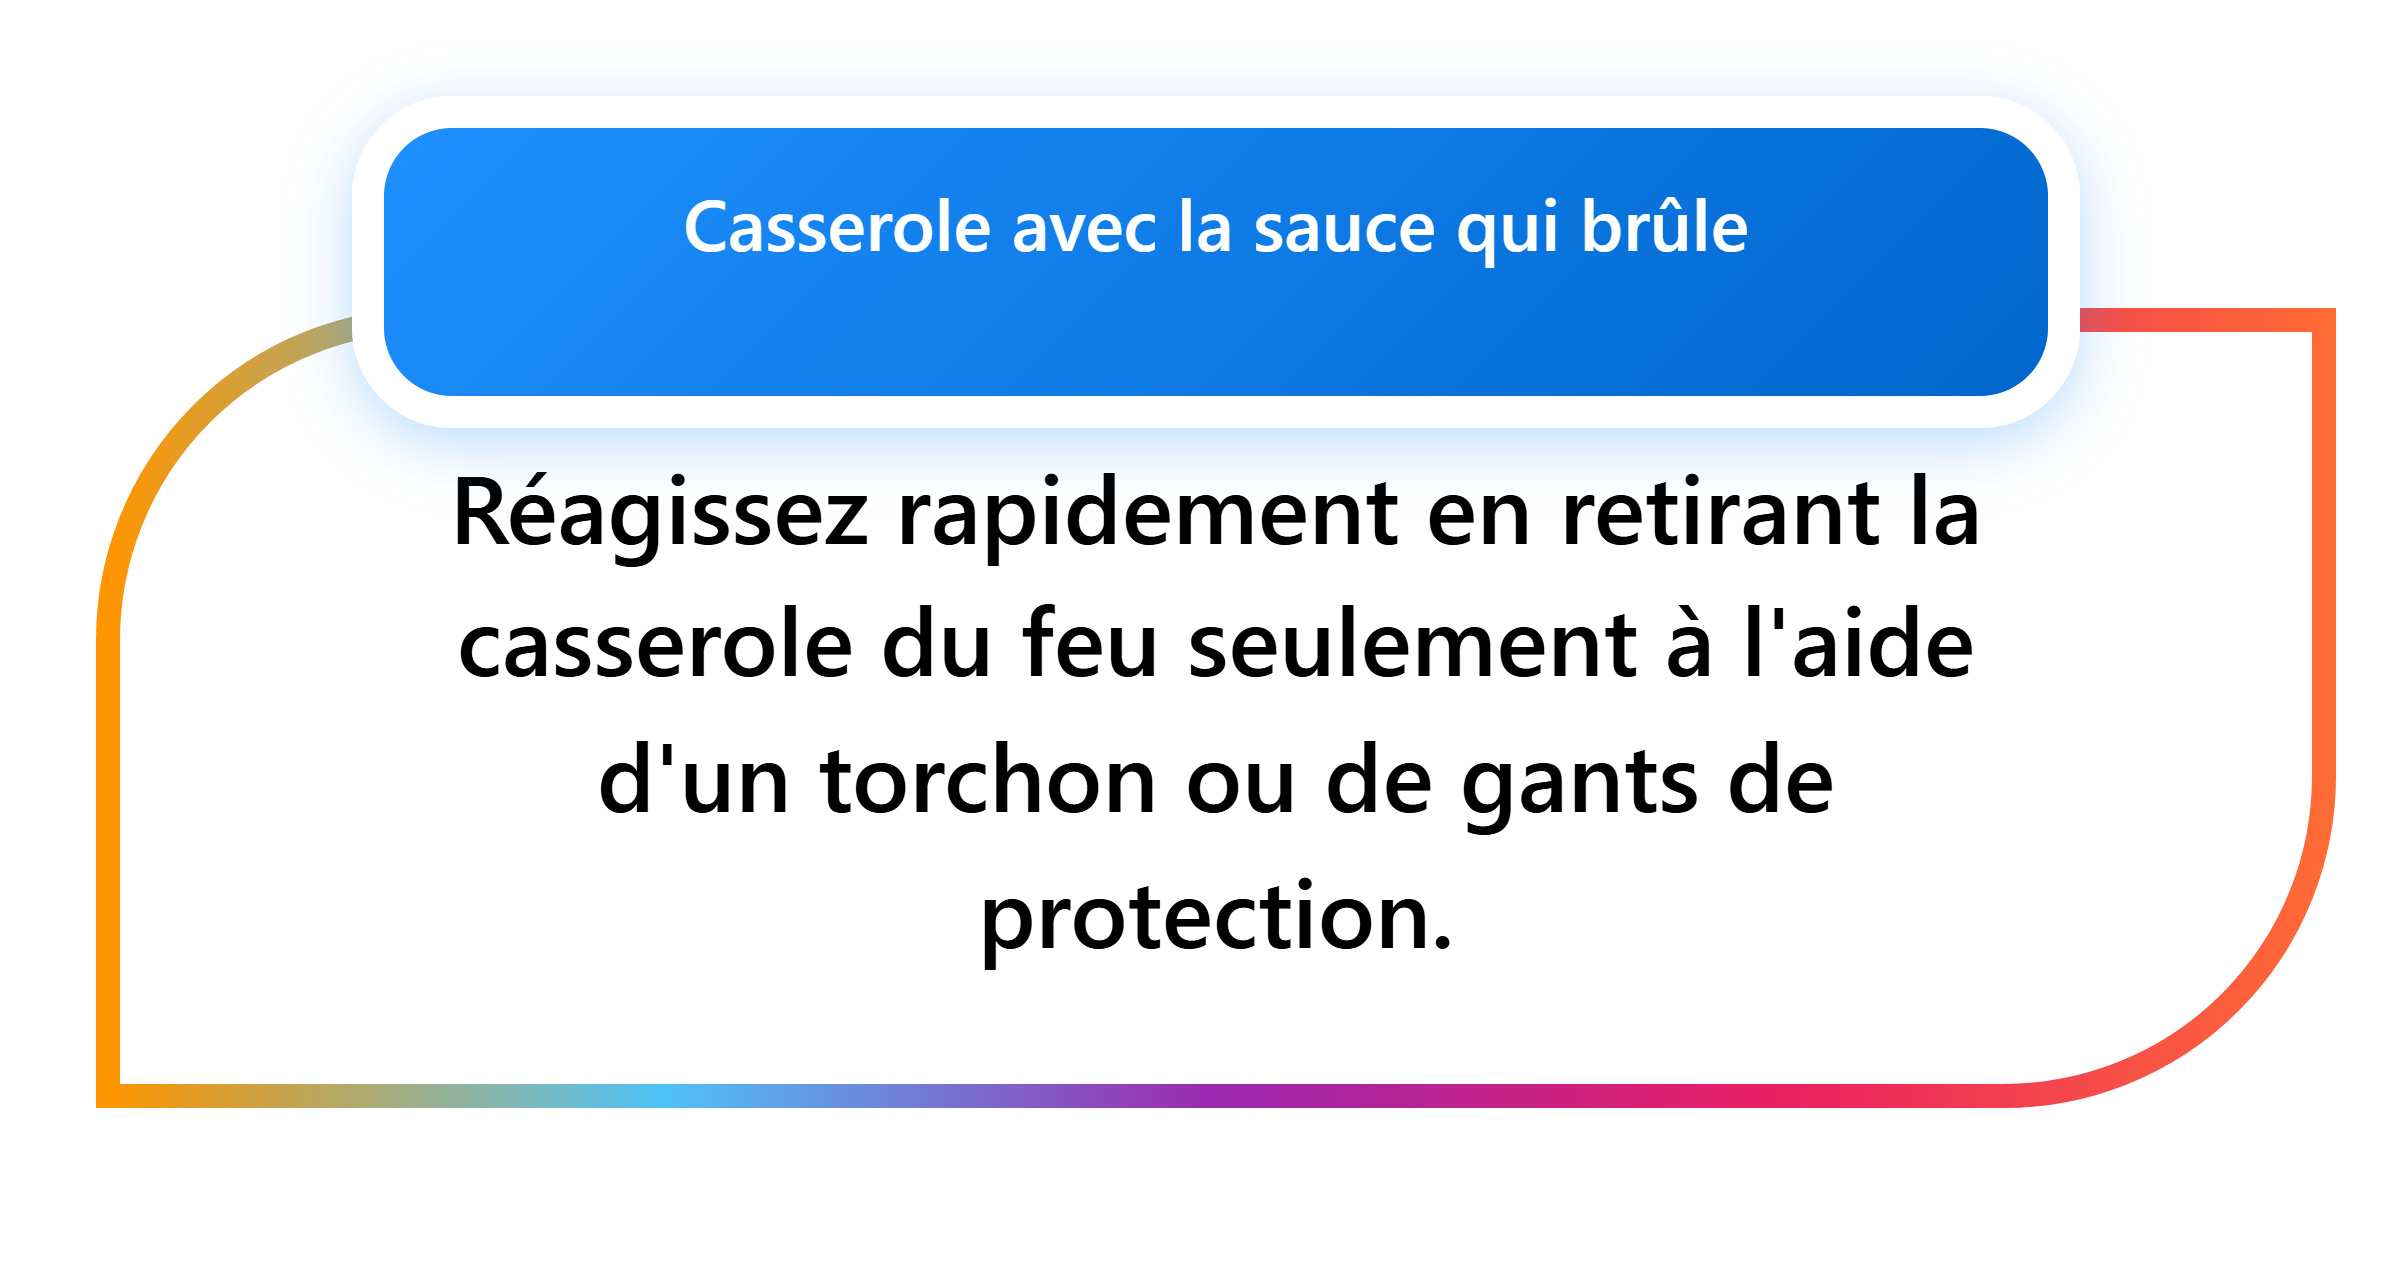 Casserole avec la sauce qui brûle
Réagissez rapidement en retirant la
casserole du feu seulement à l'aide
d'un torchon ou de gants de
protection.